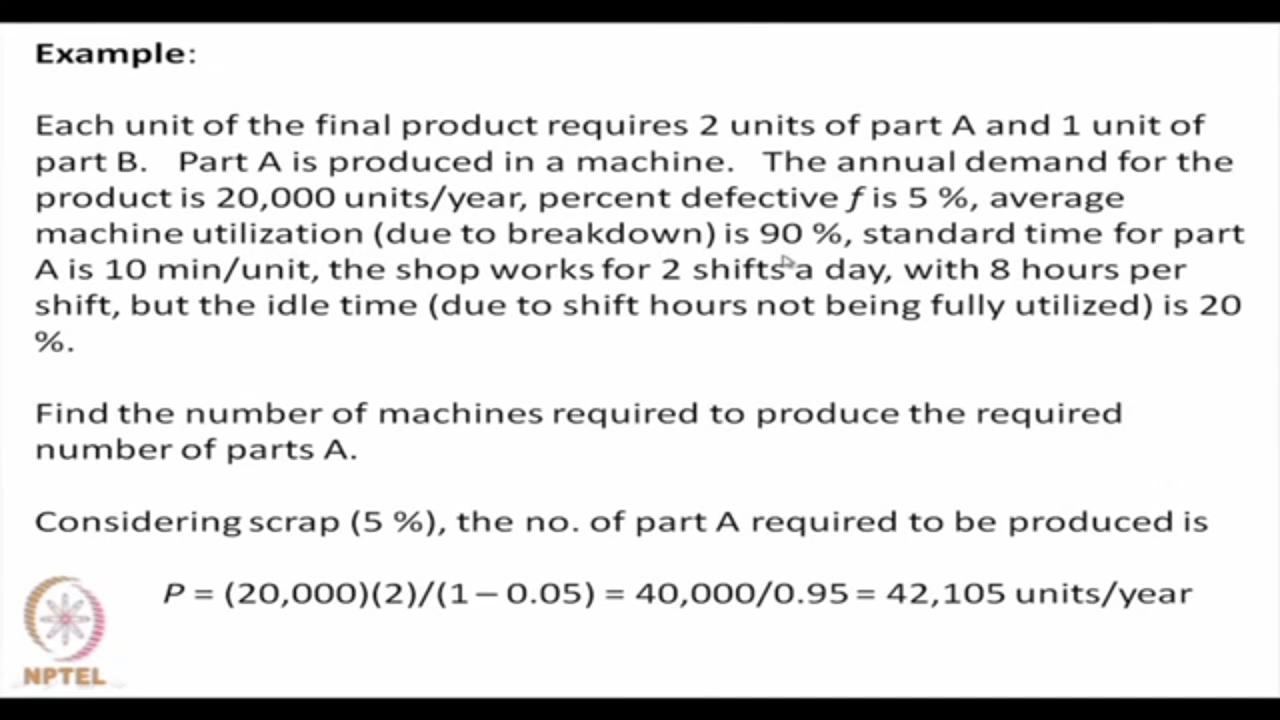 Example:
Each unit of the final product requires 2 units of part A and 1 unit of
part B. Part A is produced in a machine. The annual demand for the
product is 20,000 units/year, percent defective f is 5 %, average
machine utilization (due to breakdown) is 90 %, standard time for part
A is 10 min/unit, the shop works for 2 shifts a day, with 8 hours per
shift, but the idle time (due to shift hours not being fully utilized) is 20
%.
Find the number of machines required to produce the required
number of parts A.
Considering scrap (5 %), the no. of part A required to be produced is
P = (20,000)(2)/(1 – 0.05) = 40,000/0.95 = 42,105 units/year
NPTEL